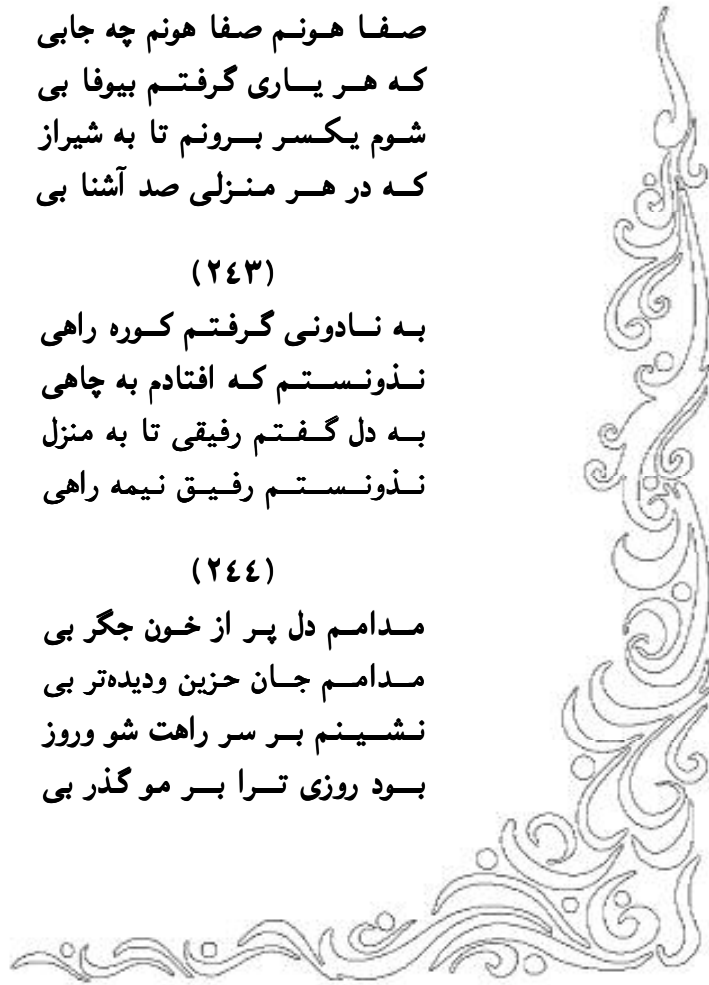 صفا هونم صفا هونم چه جابی
که هر یاری گرفتم بیوفا بی
شوم یکسر برونم تا به شیراز
که در هر منزلی صد آشنا بی
(٢٤٣)
به نادونی گرفتم کوره راهی
نذونستم که افتادم به چاهی
به دل گفتم رفیقی تا به منزل
نذونستم رفیق نیمه راهی
(٢٤٤)
مدامم دل پر از خون جگر بی
مدامم جان حزین ودیده‌تر بی
نشینم بر سر راهت شو وروز
بود روزی ترا بر مو گذر بی